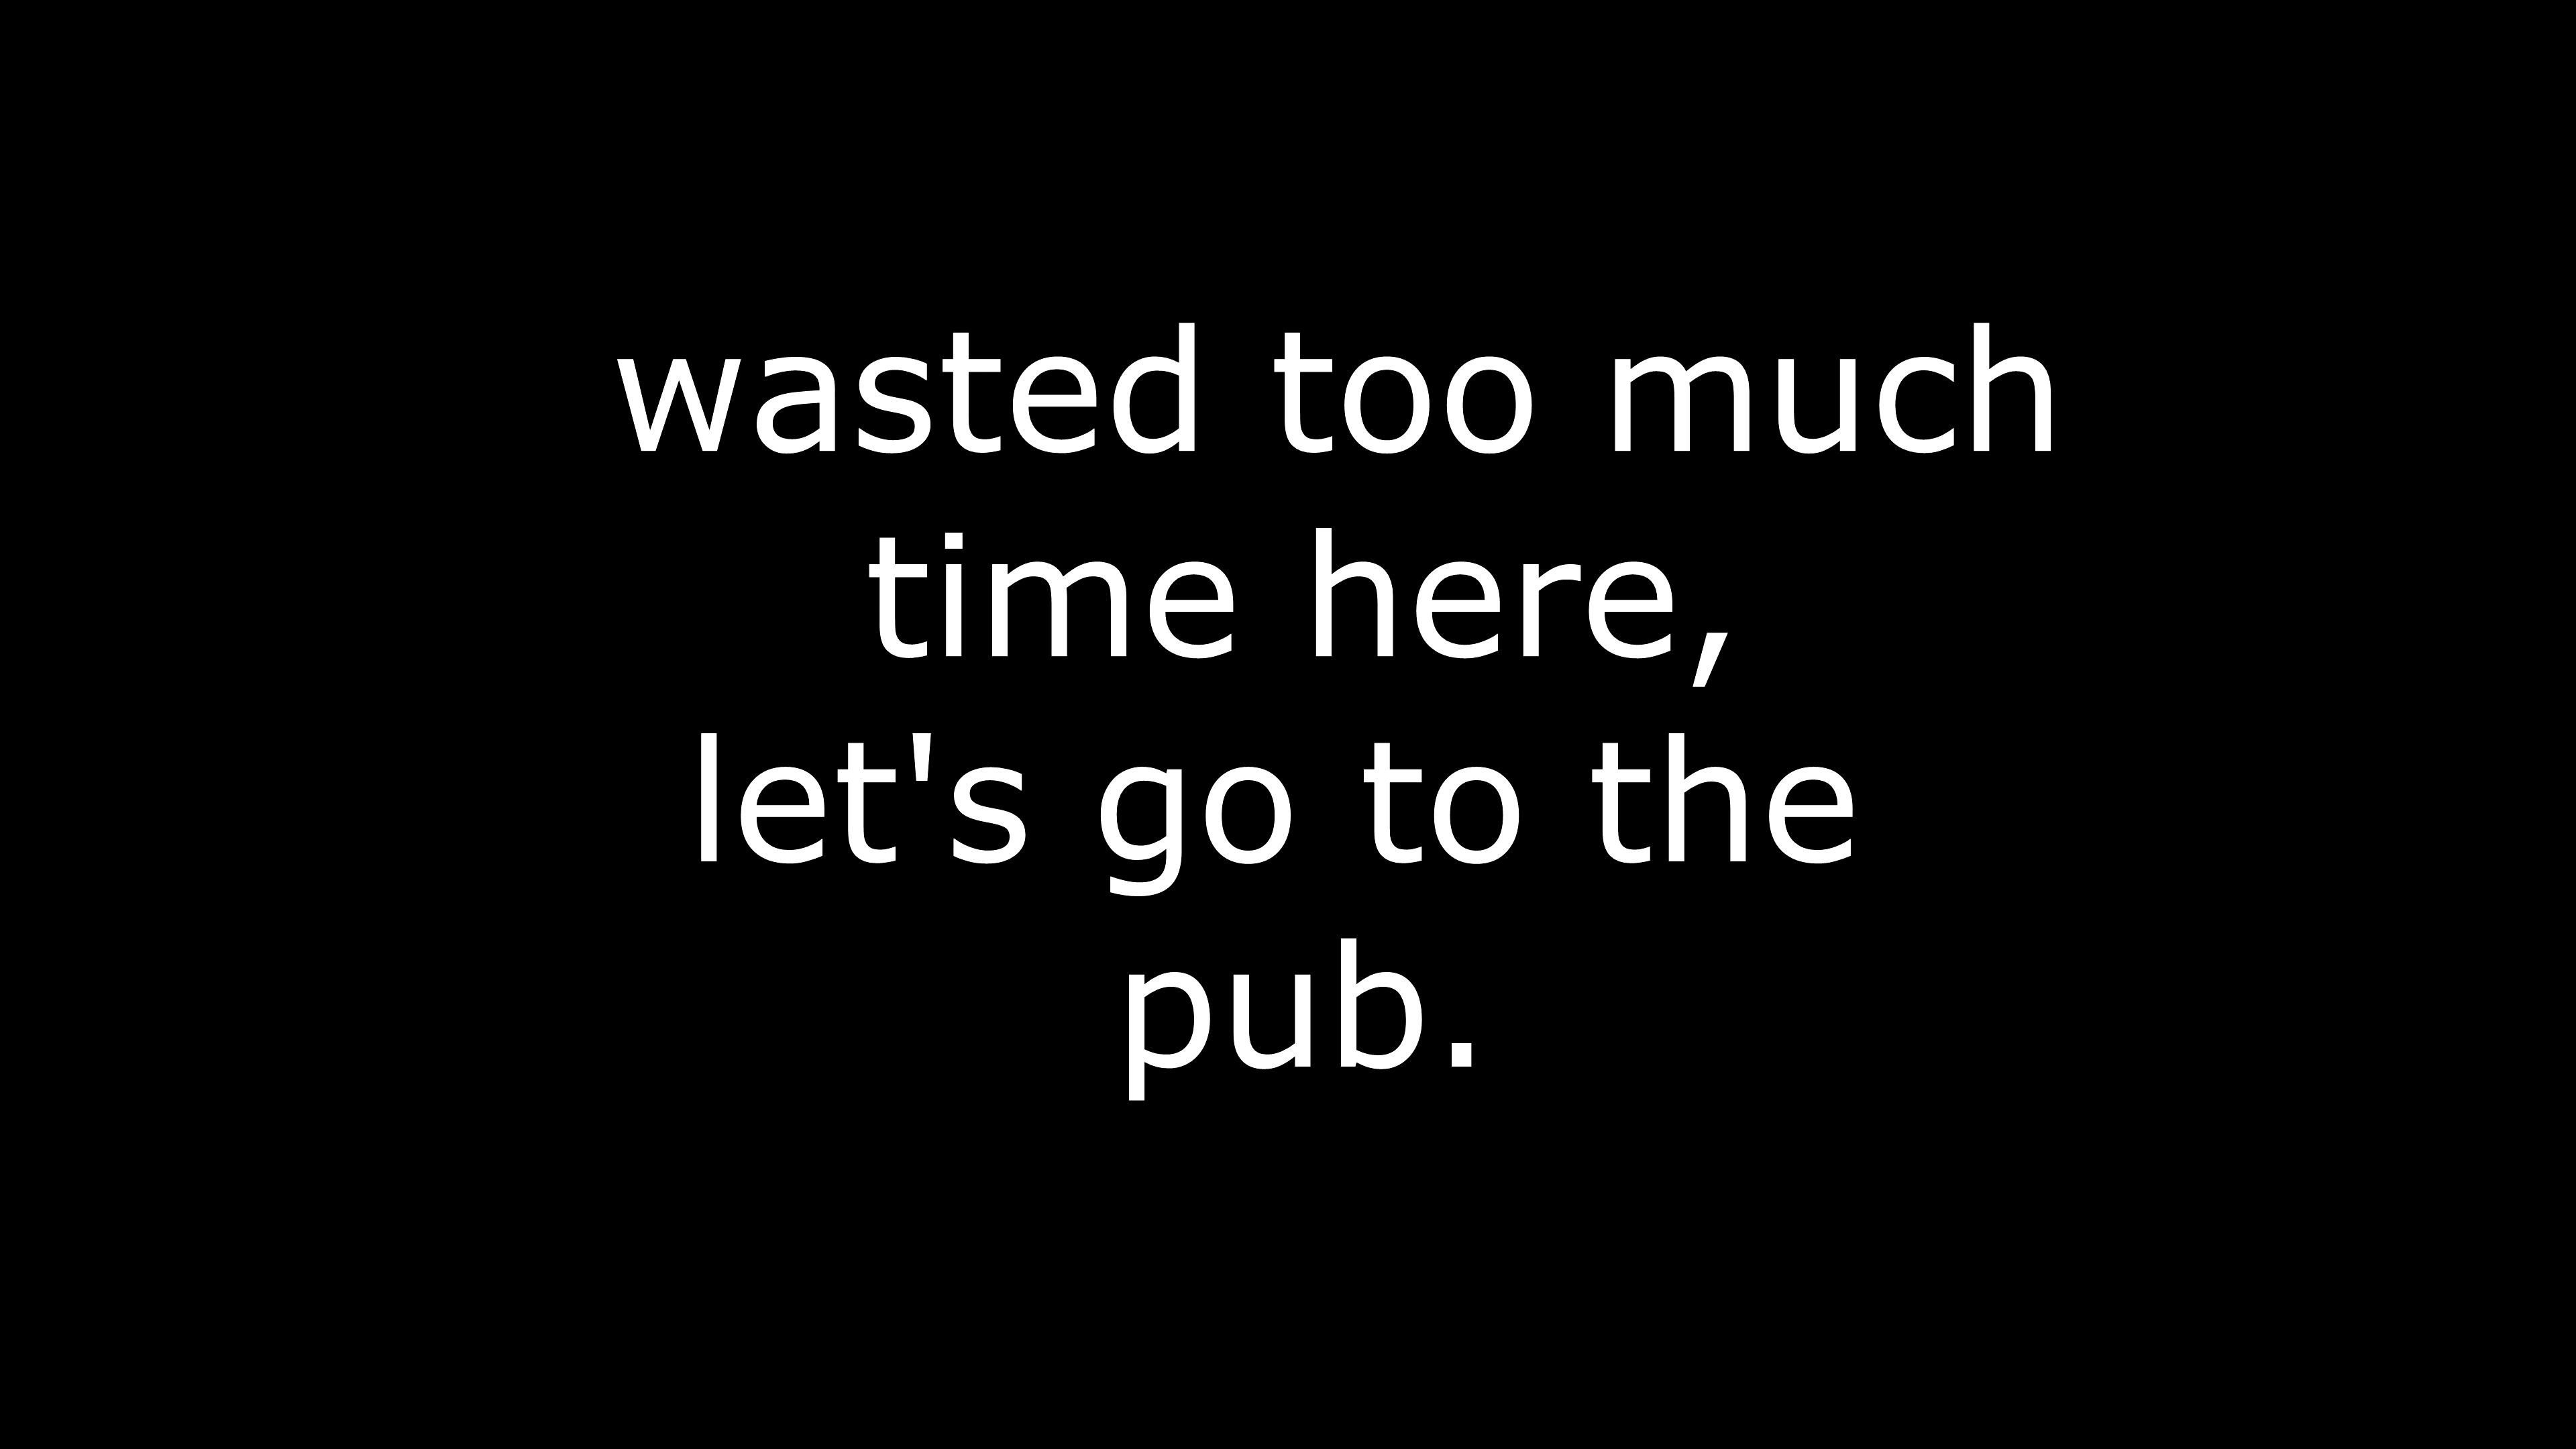 wasted too much
time here,
let's go to the
pub.